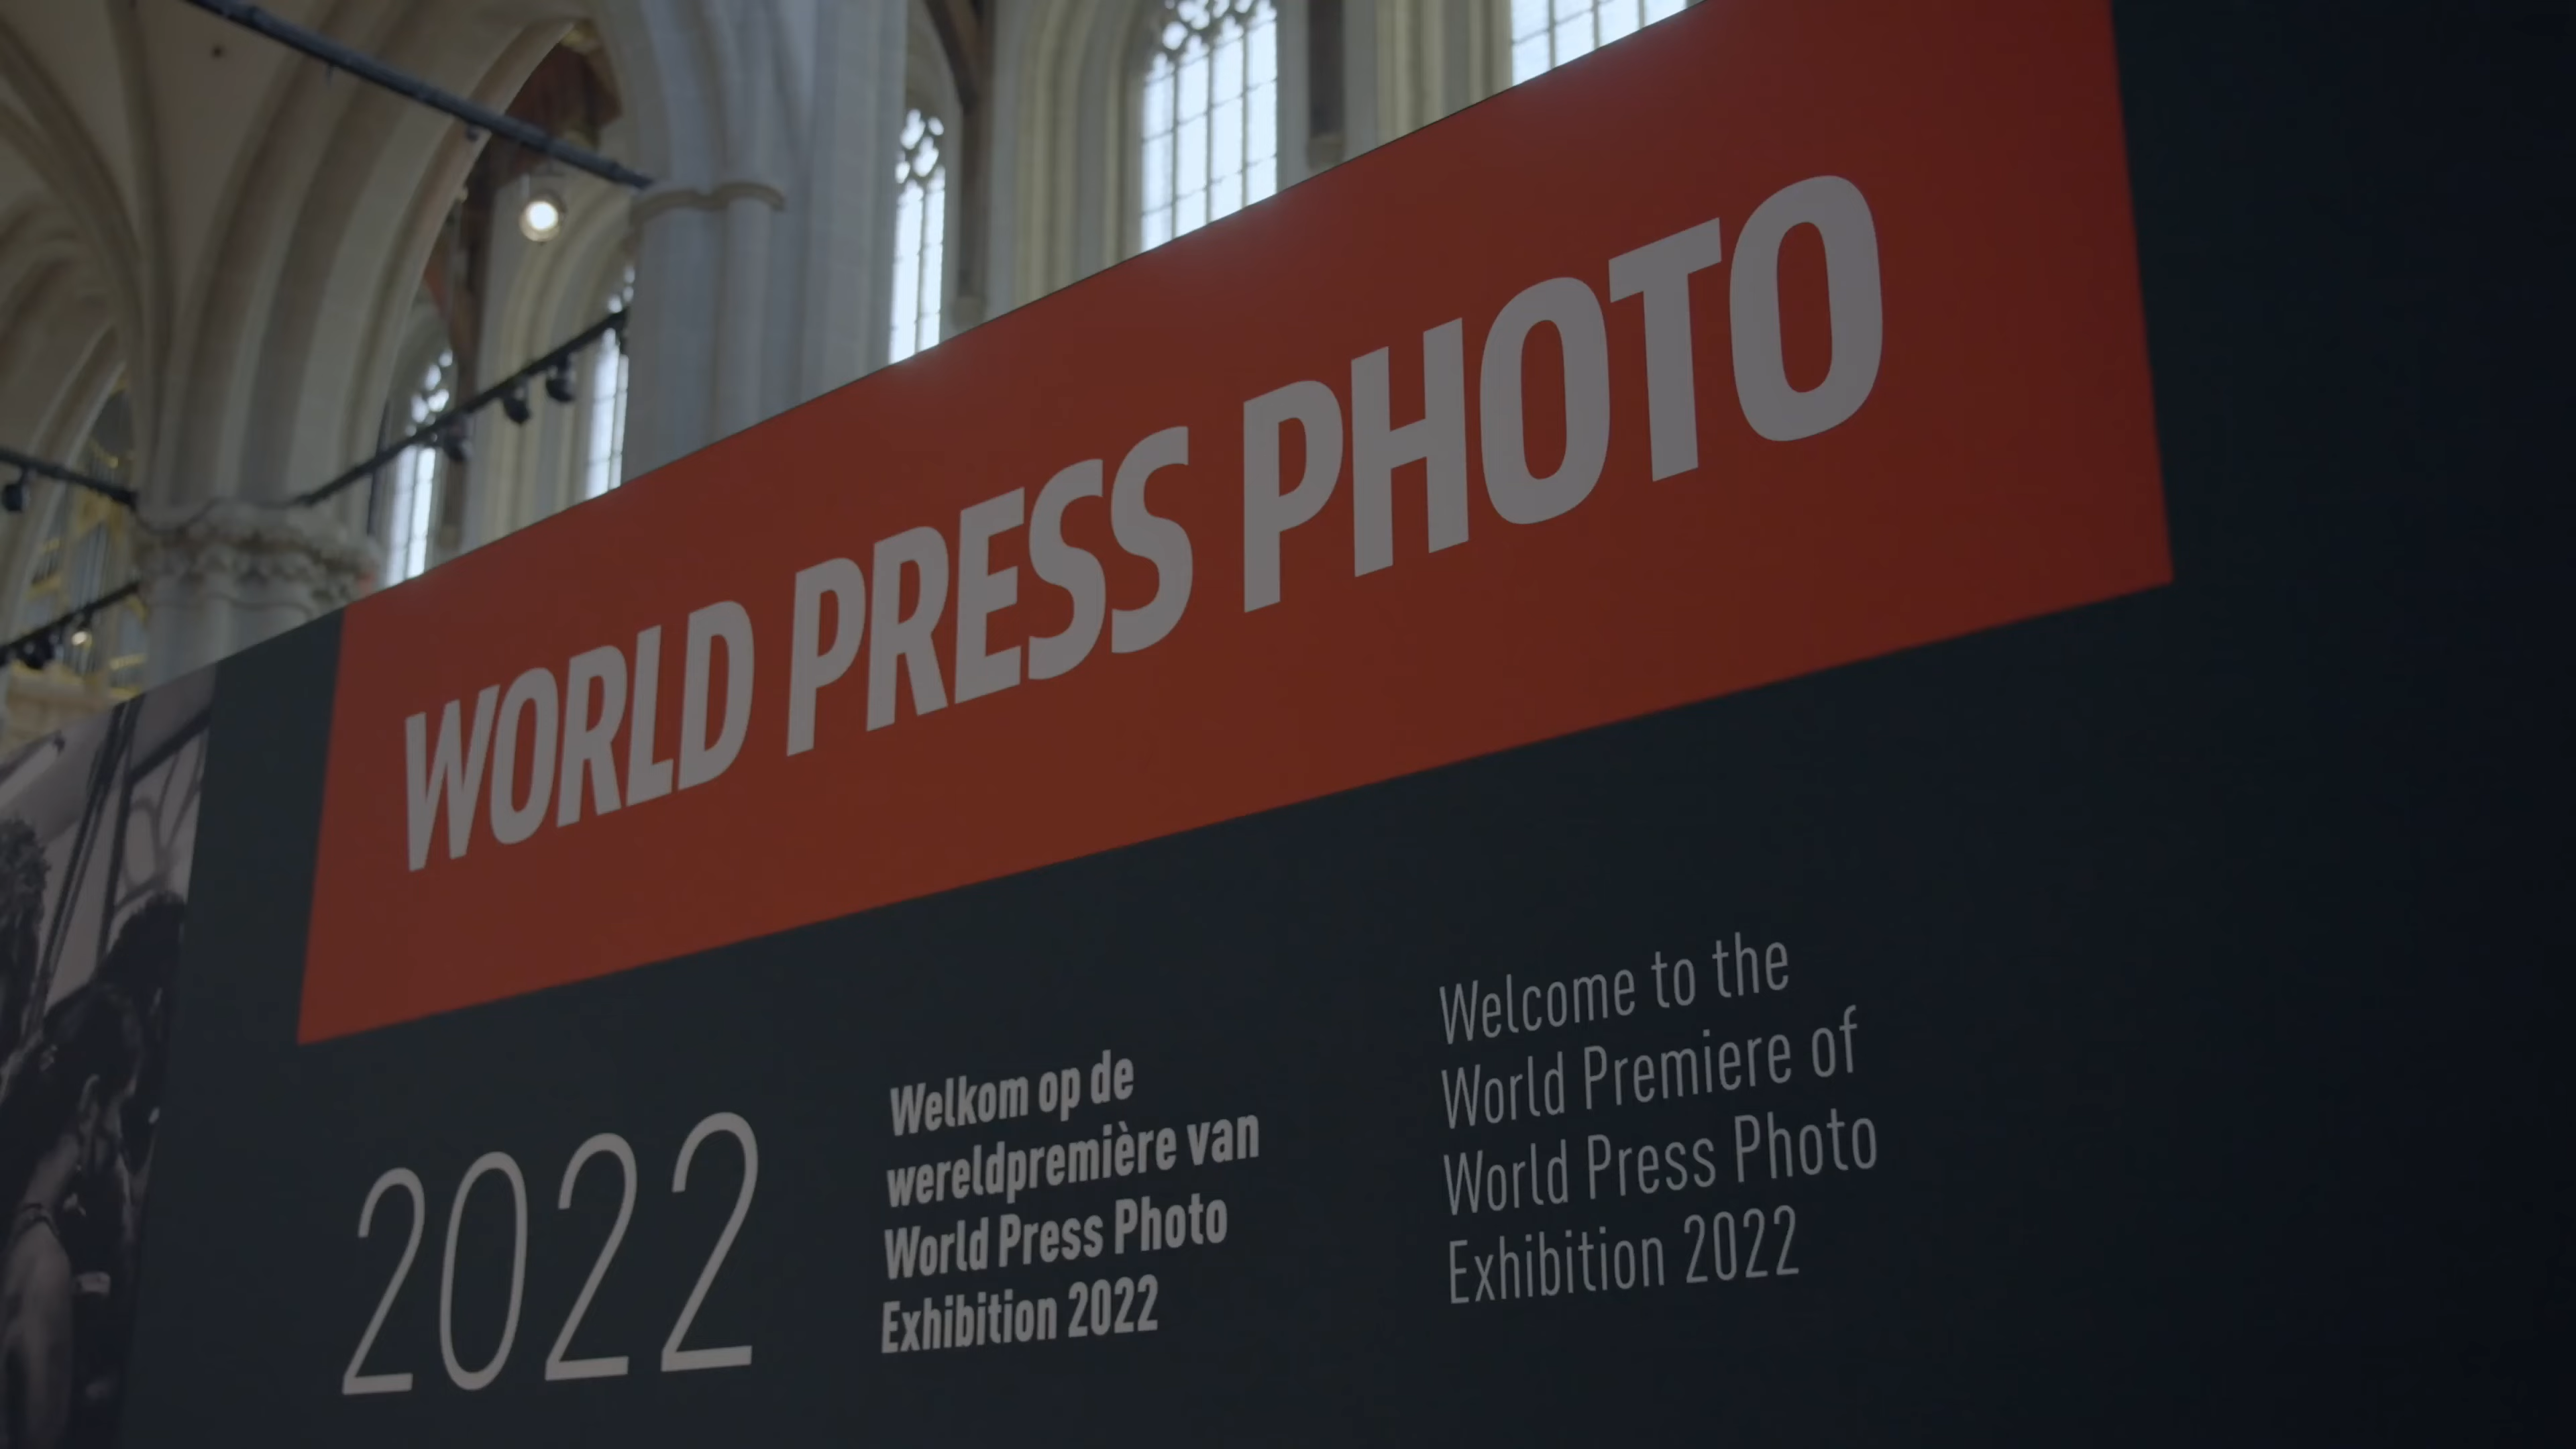 WORLD PRESS PHOTO
2022
Welkom op de
wereldpremière van
World Press Photo
Exhibition 2022
Welcome to the
World Premiere of
World Press Photo
Exhibition 2022